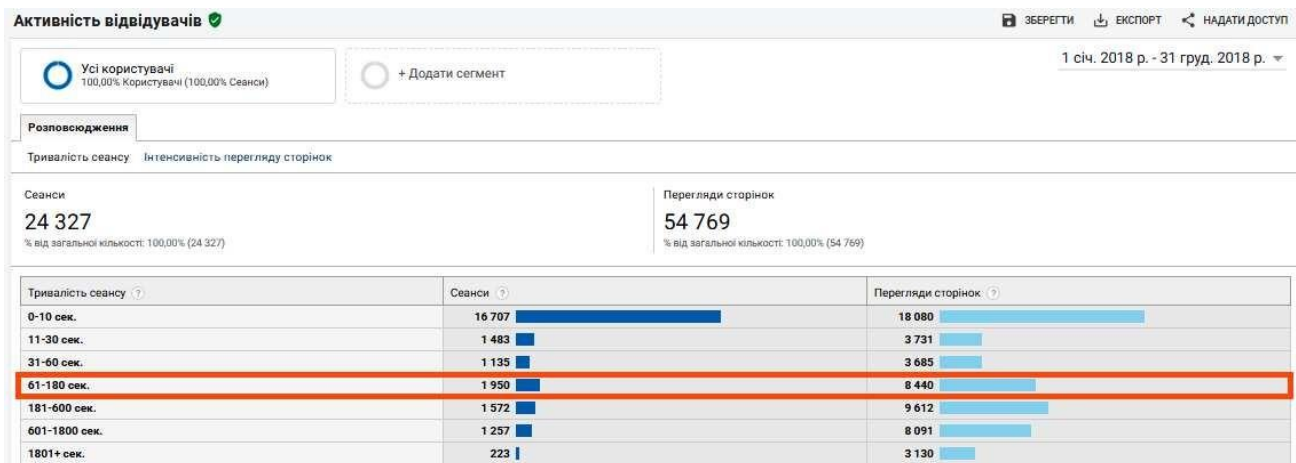 Активність відвідувачів
ЗБЕРЕГТИ ЕКСПОРТ НАДАТИ ДОСТУП
Усі користувачі
100,00% Користувачі (100,00% Сеанси)
+ Додати сегмент
1 січ. 2018 р. - 31 груд. 2018 р.
Розповсюдження
Тривалість сеансу Інтенсивність перегляду сторінок
Сеанси Перегляди сторінок
24 327 54 769
% від загальної кількості: 100,00% (24 327) % від загальної кількості: 100,00% (54 769)
Тривалість сеансу ? Сеанси ? Перегляди сторінок ?
0-10 сек. 16 707 18 080
11-30 сек. 1 483 3 731
31-60 сек. 1 135 3 685
61-180 сек. 1 950 8 440
181-600 сек. 1 572 9 612
601-1800 сек. 1 257 8 091
1801+ сек. 223 3 130